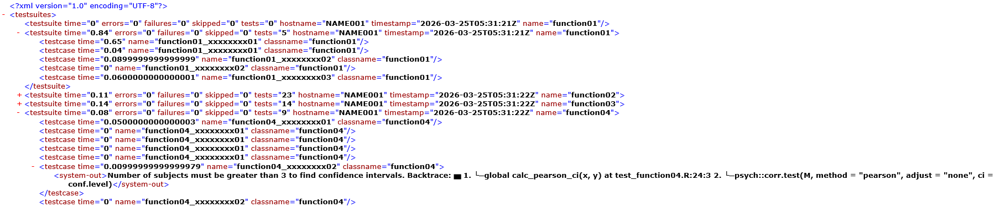 <?xml version="1.0" encoding="UTF-8"?>
- <testsuites>
<testsuite time="0" errors="0" failures="0" skipped="0" tests="0" hostname="NAME001" timestamp="2026-03-25T05:31:21Z" name="function01"/>
- <testsuite time="0.84" errors="0" failures="0" skipped="0" tests="5" hostname="NAME001" timestamp="2026-03-25T05:31:21Z" name="function01">
<testcase time="0.65" name="function01_xxxxxxxx01" classname="function01"/>
<testcase time="0.04" name="function01_xxxxxxxx01" classname="function01"/>
<testcase time="0.0899999999999999" name="function01_xxxxxxxx02" classname="function01"/>
<testcase time="0" name="function01_xxxxxxxx02" classname="function01"/>
<testcase time="0.0600000000000001" name="function01_xxxxxxxx03" classname="function01"/>
</testsuite>
+ <testsuite time="0.11" errors="0" failures="0" skipped="0" tests="23" hostname="NAME001" timestamp="2026-03-25T05:31:22Z" name="function02">
+ <testsuite time="0.14" errors="0" failures="0" skipped="0" tests="14" hostname="NAME001" timestamp="2026-03-25T05:31:22Z" name="function03">
- <testsuite time="0.08" errors="0" failures="0" skipped="0" tests="9" hostname="NAME001" timestamp="2026-03-25T05:31:22Z" name="function04">
<testcase time="0.0500000000000003" name="function04_xxxxxxxx01" classname="function04"/>
<testcase time="0" name="function04_xxxxxxxx01" classname="function04"/>
<testcase time="0" name="function04_xxxxxxxx01" classname="function04"/>
<testcase time="0" name="function04_xxxxxxxx01" classname="function04"/>
<testcase time="0" name="function04_xxxxxxxx01" classname="function04"/>
- <testcase time="0.00999999999999979" name="function04_xxxxxxxx02" classname="function04">
<system-out>Number of subjects must be greater than 3 to find confidence intervals. Backtrace: ▆ 1. └─global calc_pearson_ci(x, y) at test_function04.R:24:3 2. └─psych::corr.test(M, method = "pearson", adjust = "none", ci =
conf.level)</system-out>
</testcase>
<testcase time="0" name="function04_xxxxxxxx02" classname="function04"/>